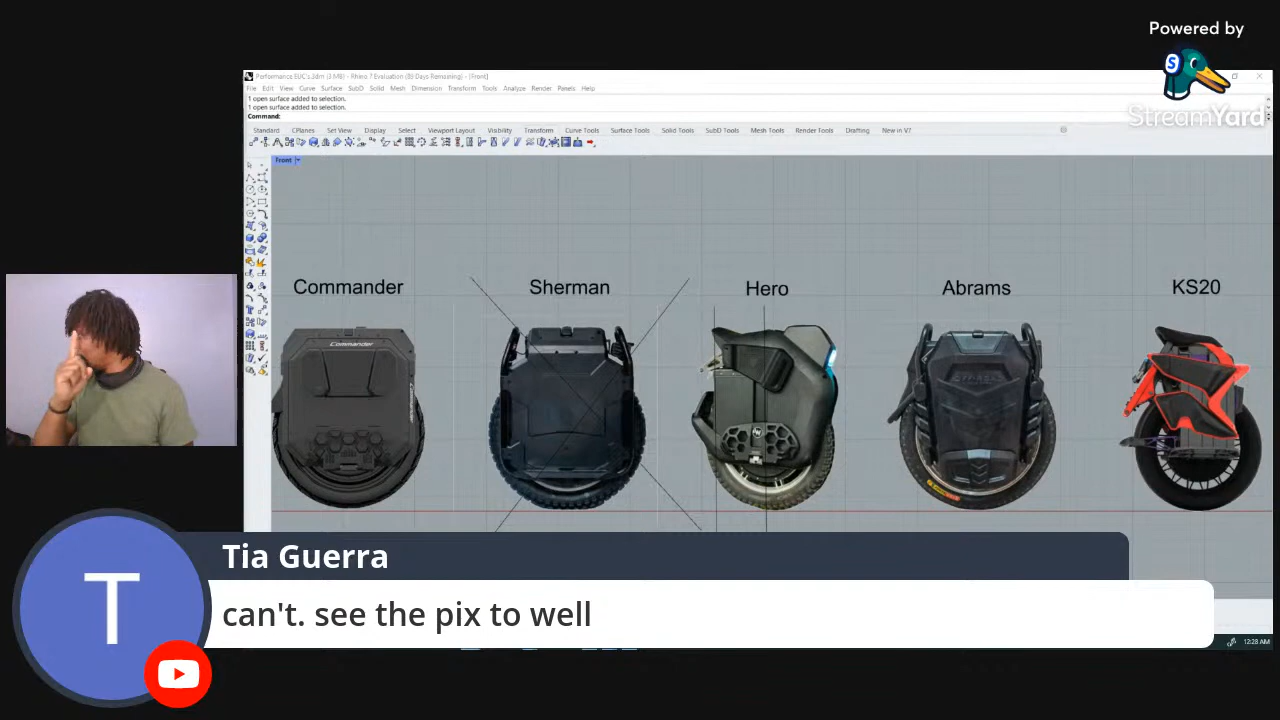 Powered by
StreamYard
Performance EUC's.3dm (3 MB) - Rhino 7 Evaluation (89 Days Remaining) - [Front]
File Edit View Curve Surface SubD Solid Mesh Dimension Transform Tools Analyze Render Panels Help
1 open surface added to selection.
1 open surface added to selection.
Command:
Standard CPlanes Set View Display Select Viewport Layout Visibility Transform Curve Tools Surface Tools Solid Tools SubD Tools Mesh Tools Render Tools Drafting New in V7
Front
Commander Sherman Hero Abrams KS20
Commander
Tia Guerra
T
can't. see the pix to well
12:28 AM